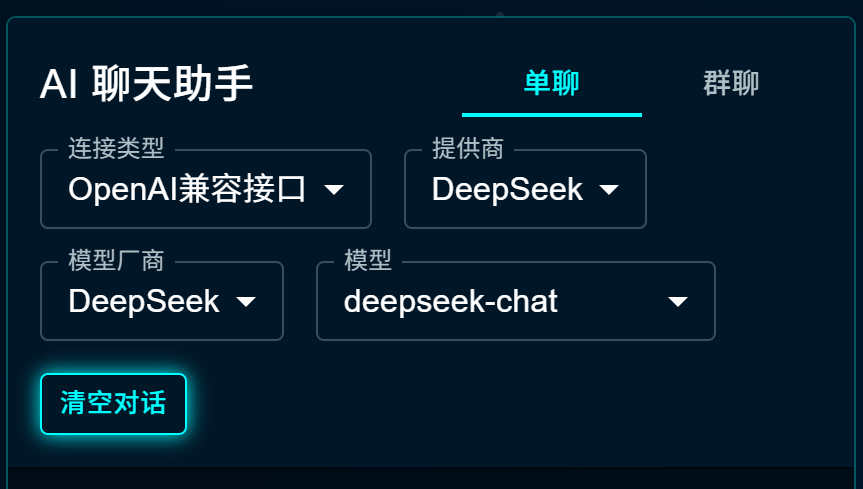 AI 聊天助手
单聊
群聊
连接类型
提供商
OpenAI兼容接口
DeepSeek
模型厂商
模型
DeepSeek
deepseek-chat
清空对话